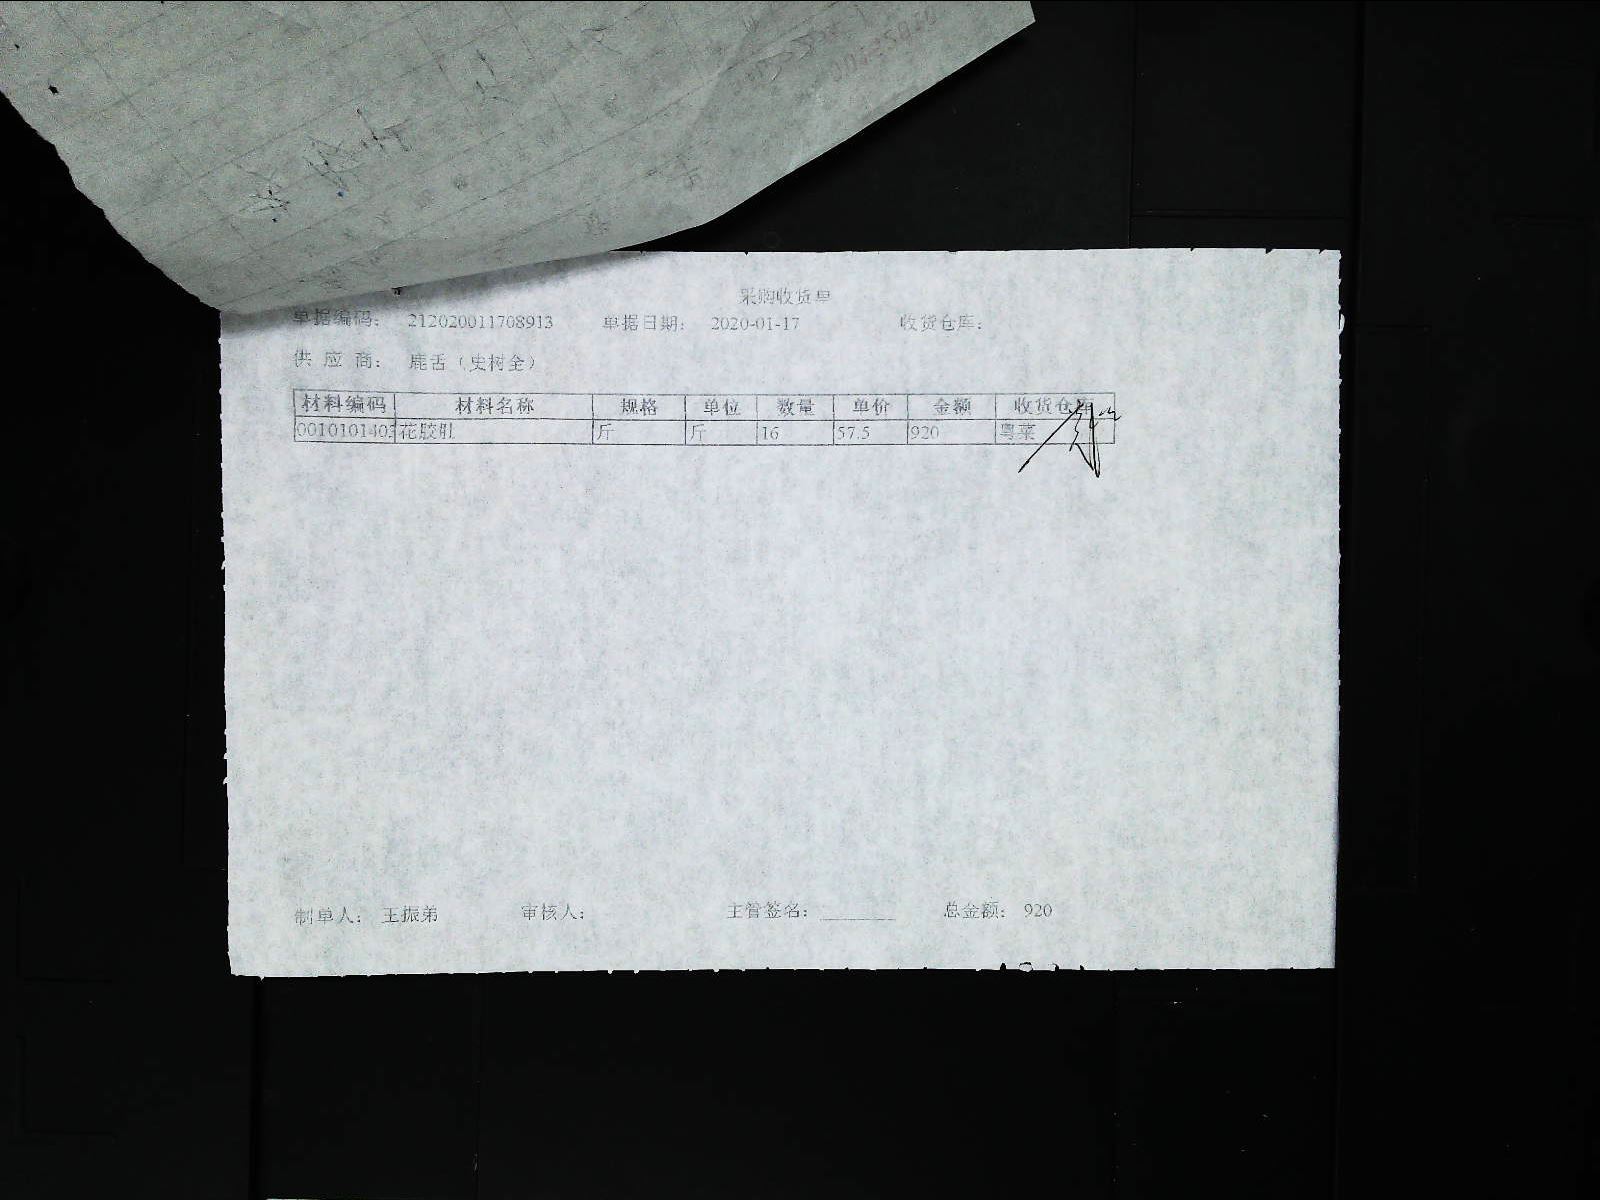 采购收货单
单据编码： 212020011708913 单据日期： 2020-01-17 收货仓库：
供 应 商： 鹿舌（史树全）
材料编码 材料名称 规格 单位 数量 单价 金额 收货仓库
0010101405 花胶肚 斤 斤 16 57.5 920 粤菜
制单人： 王振弟 审核人： 主管签名： ________ 总金额： 920